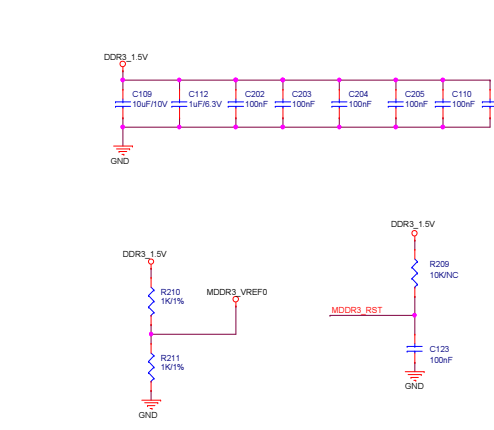 DDR3_1.5V
C109 C112 C202 C203 C204 C205 C110
10uF/10V 1uF/6.3V 100nF 100nF 100nF 100nF 100nF
GND
DDR3_1.5V
R209
10K/NC
MDDR3_RST
C123
100nF
GND
DDR3_1.5V
R210
1K/1%
MDDR3_VREF0
R211
1K/1%
GND